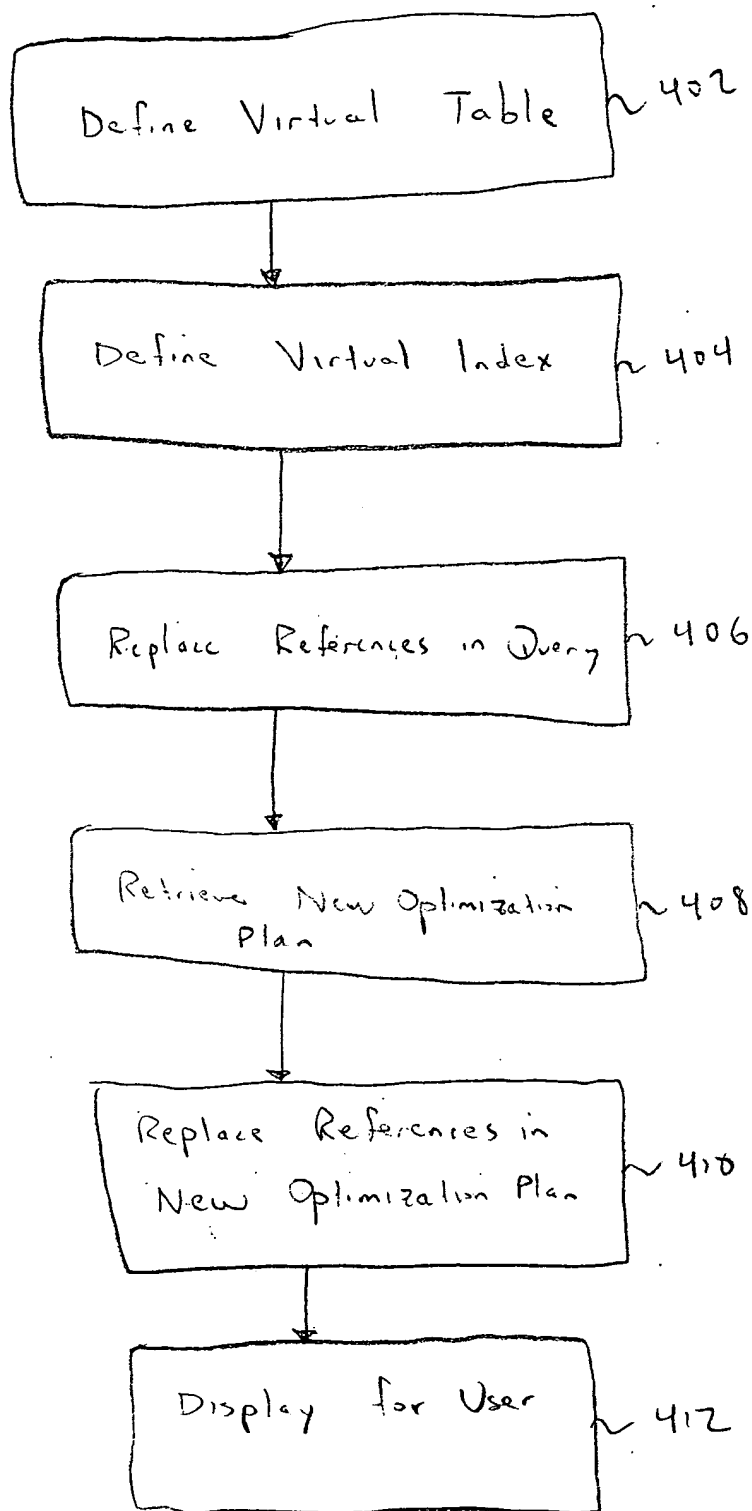 Define Virtual Table
402
Define Virtual Index
404
Replace References in Query
406
Retrieve New Optimization
Plan
408
Replace References in
New Optimization Plan
410
Display for User
412